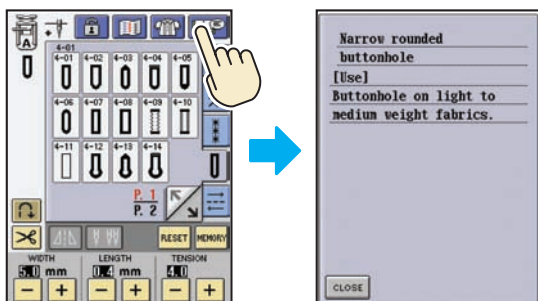 A
4-01
4-01 4-02 4-03 4-04 4-05
4-06 4-07 4-08 4-09 4-10
4-11 4-12 4-13 4-14
P. 1
P. 2
RESET MEMORY
WIDTH LENGTH TENSION
5.0 mm 0.4 mm 4.0
− + − + − +
Narrow rounded
buttonhole
[Use]
Buttonhole on light to
medium weight fabrics.
CLOSE